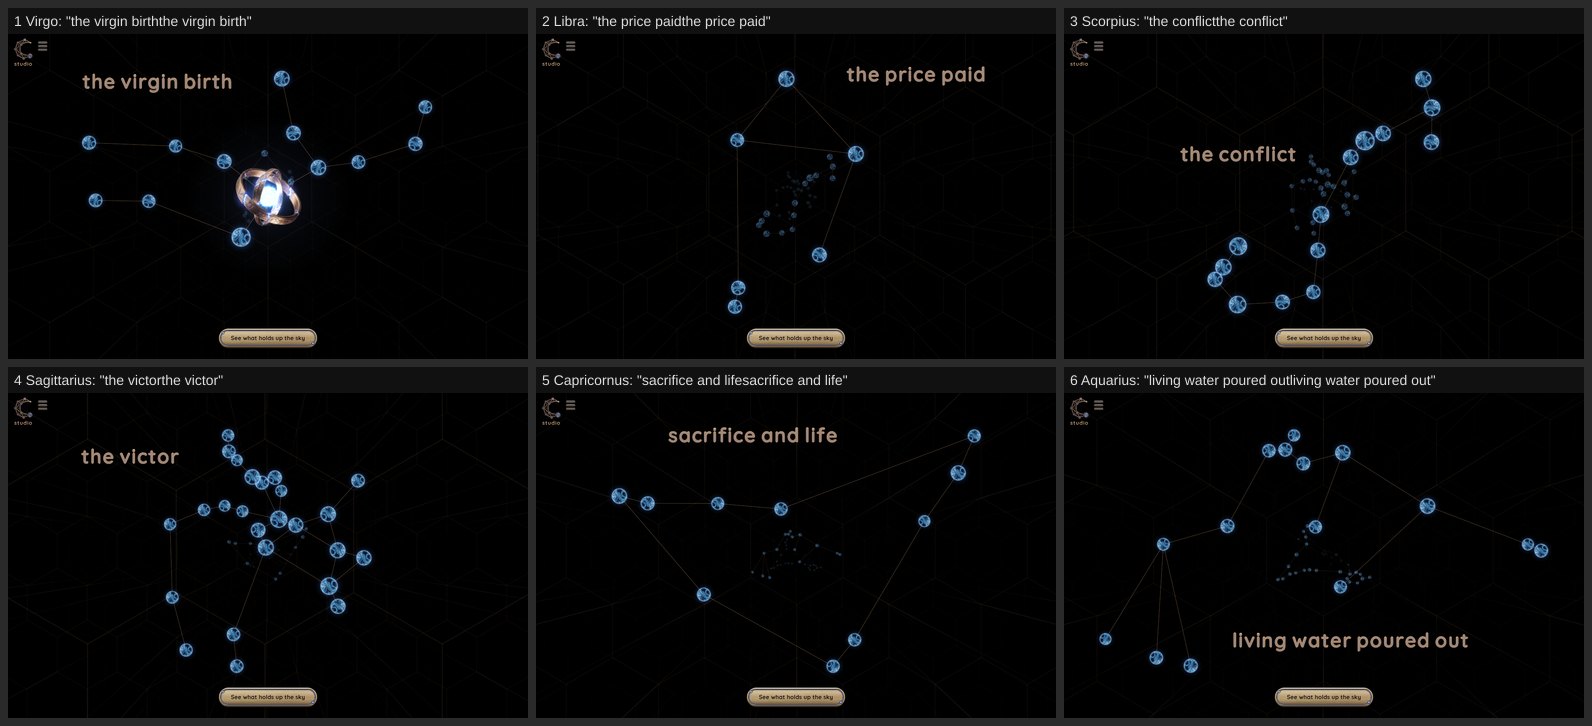 1 Virgo: "the virgin birththe virgin birth"
studio
the virgin birth
See what holds up the sky
2 Libra: "the price paidthe price paid"
studio
the price paid
See what holds up the sky
3 Scorpius: "the conflictthe conflict"
studio
the conflict
See what holds up the sky
4 Sagittarius: "the victorthe victor"
studio
the victor
See what holds up the sky
5 Capricornus: "sacrifice and lifesacrifice and life"
studio
sacrifice and life
See what holds up the sky
6 Aquarius: "living water poured outliving water poured out"
studio
living water poured out
See what holds up the sky